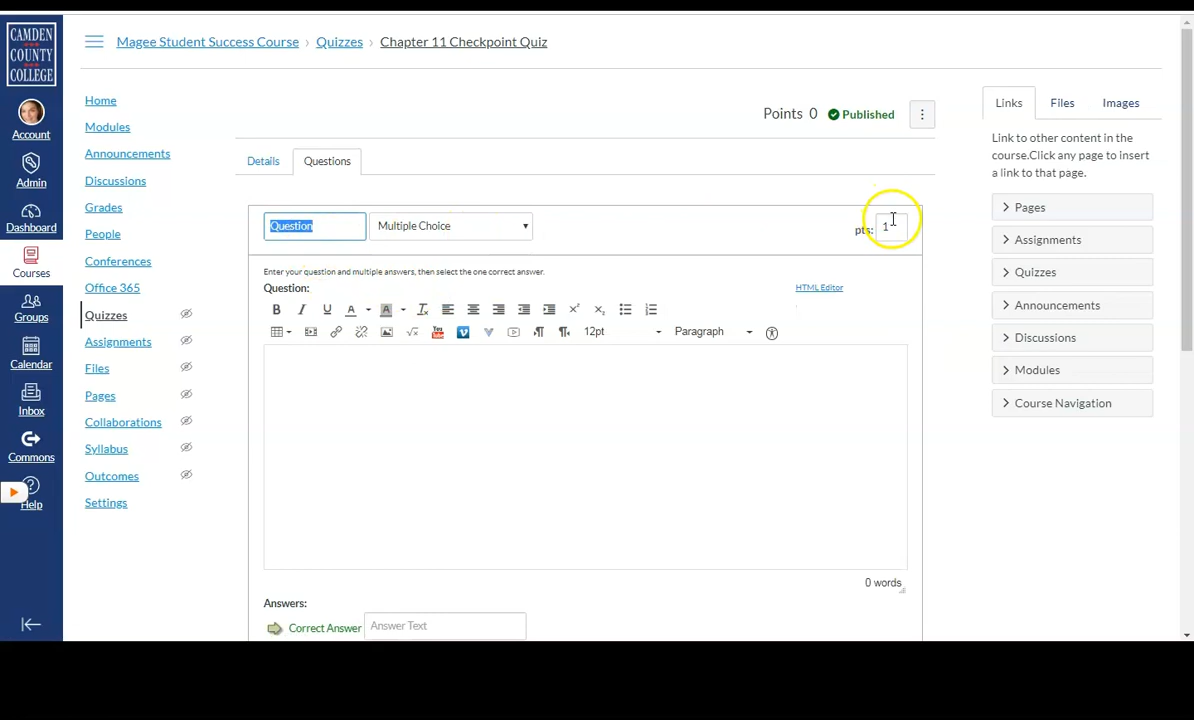 CAMDEN
COUNTY
COLLEGE
Account
Admin
Dashboard
Courses
Groups
Calendar
Inbox
Commons
Help
Magee Student Success Course > Quizzes > Chapter 11 Checkpoint Quiz
Home
Modules
Announcements
Discussions
Grades
People
Conferences
Office 365
Quizzes
Assignments
Files
Pages
Collaborations
Syllabus
Outcomes
Settings
Points 0 Published
Details Questions
Question Multiple Choice pts: 1
Enter your question and multiple answers, then select the one correct answer.
Question: HTML Editor
12pt Paragraph
0 words
Answers:
Correct Answer Answer Text
Links Files Images
Link to other content in the
course.Click any page to insert
a link to that page.
Pages
Assignments
Quizzes
Announcements
Discussions
Modules
Course Navigation